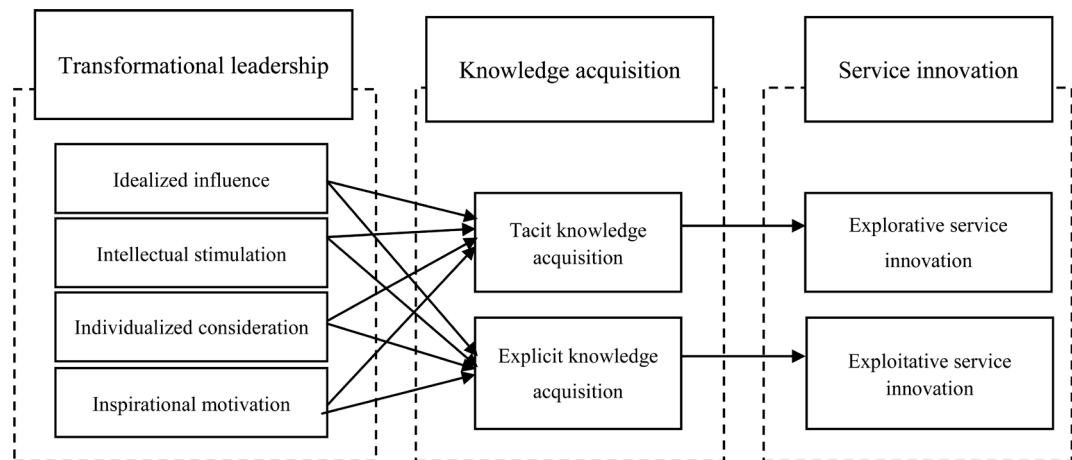 Transformational leadership
Idealized influence
Intellectual stimulation
Individualized consideration
Inspirational motivation
Knowledge acquisition
Tacit knowledge
acquisition
Explicit knowledge
acquisition
Service innovation
Explorative service
innovation
Exploitative service
innovation